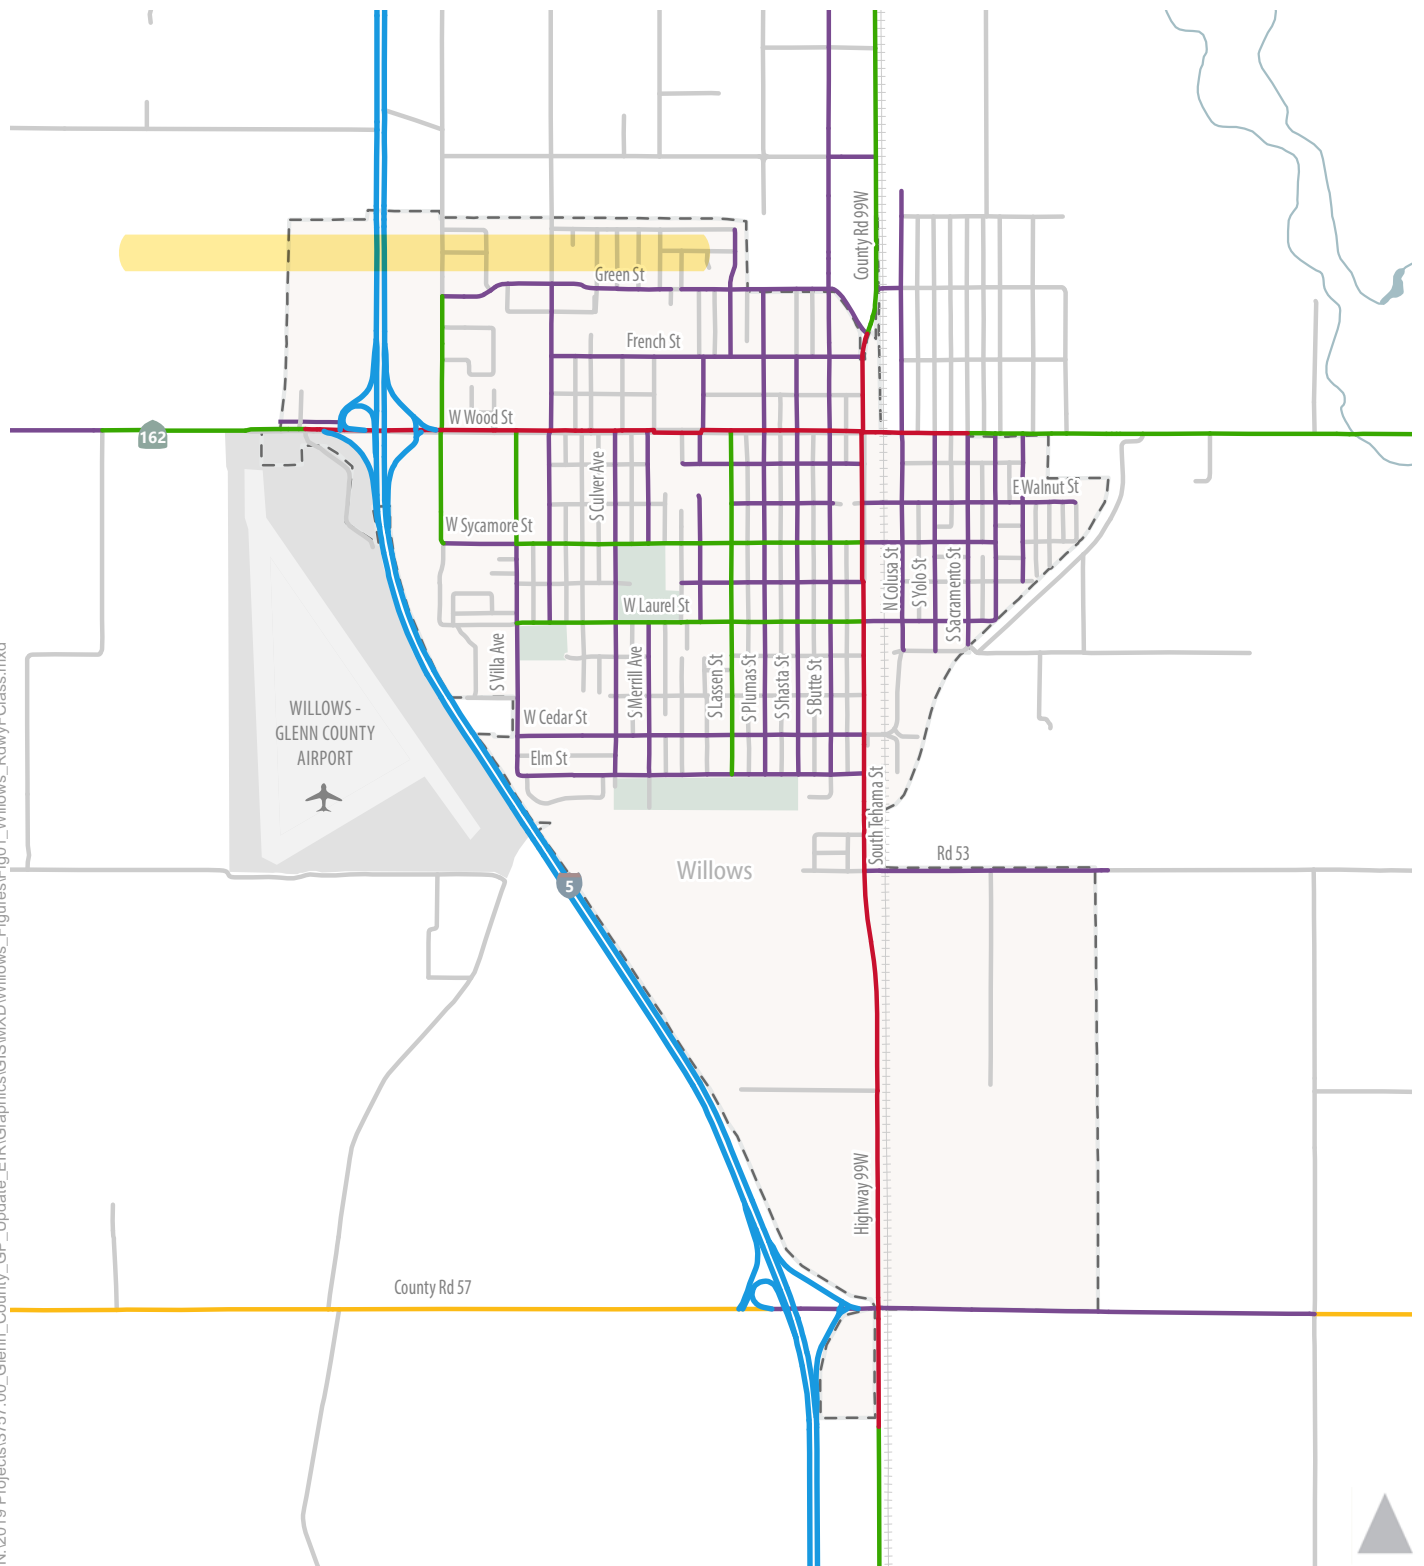 County Rd 99W
Green St
French St
W Wood St
162
S Culver Ave
E Walnut St
W Sycamore St
N Colusa St
S Yolo St
S Sacramento St
W Laurel St
S Villa Ave
S Merrill Ave
S Lassen St
S Plumas St
S Shasta St
S Butte St
W Cedar St
Elm St
WILLOWS -
GLENN COUNTY
AIRPORT
South Tehama St
Rd 53
Willows
5
Highway 99W
County Rd 57